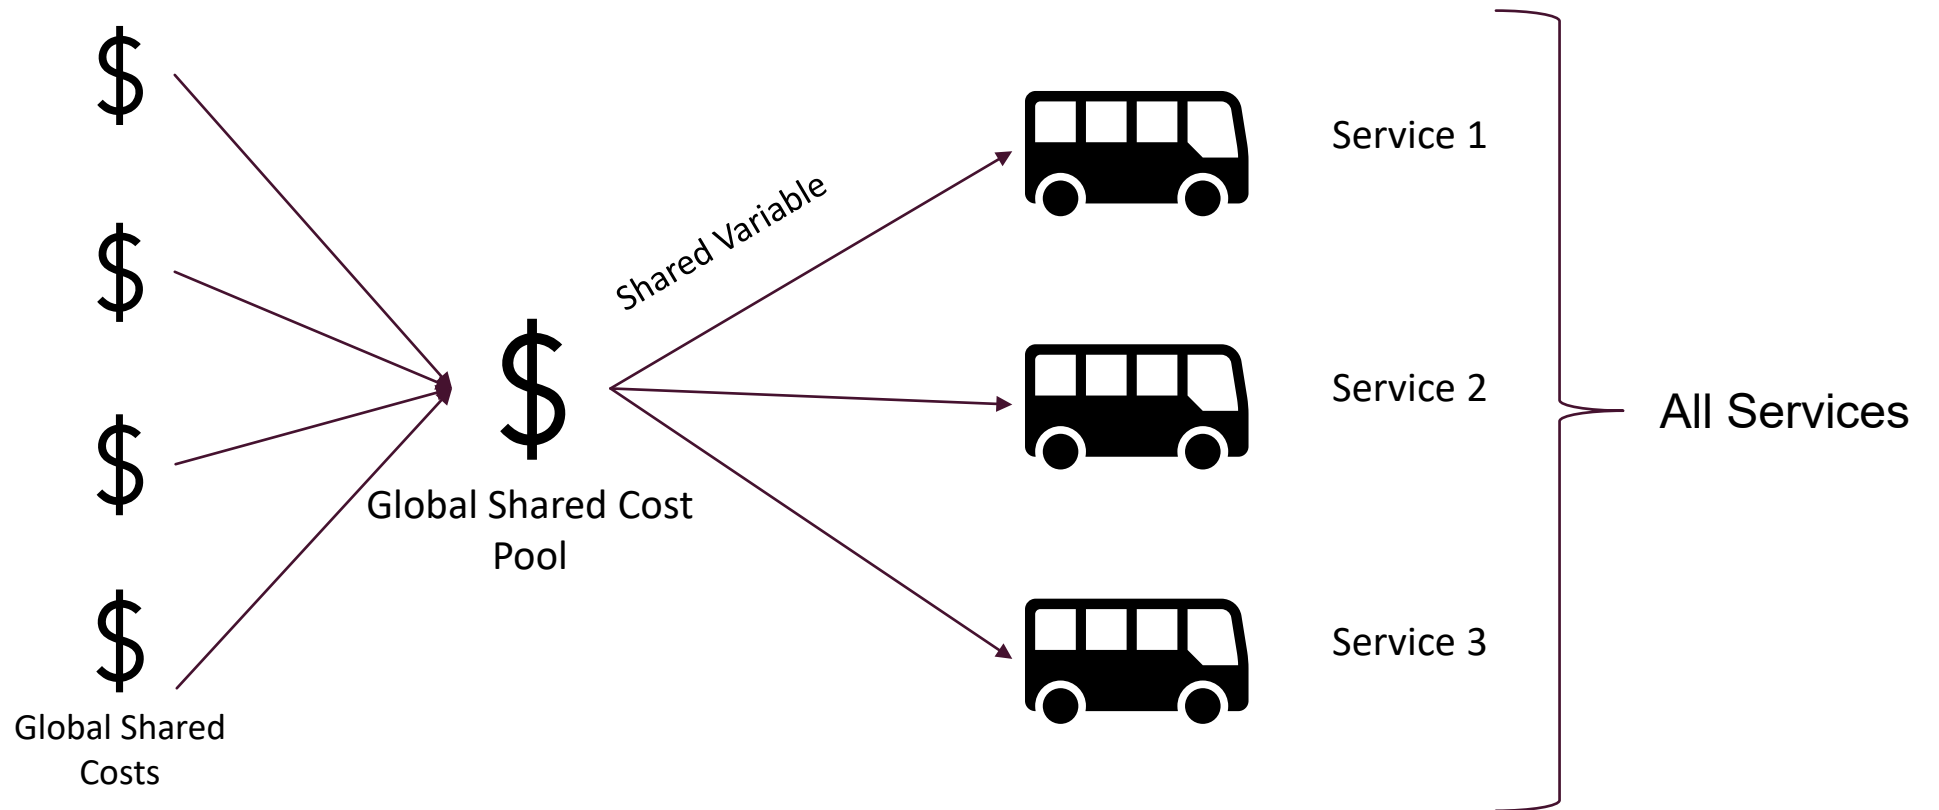 Shared Variable
Service 1
Service 2
All Services
Global Shared Cost
Pool
Service 3
Global Shared
Costs